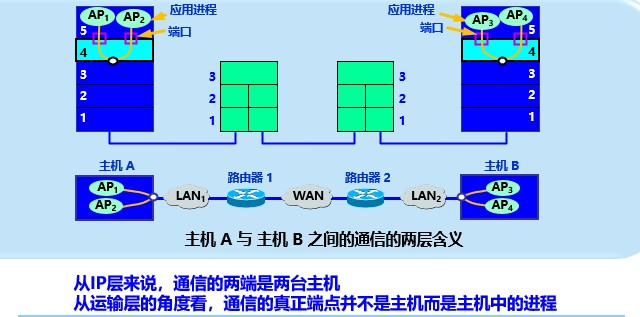 AP1 AP2 应用进程 应用进程 AP3 AP4
5 端口 端口 5
4 4
3 3 3 3
2 2 2 2
1 1 1 1
主机 A 路由器 1 路由器 2 主机 B
AP1 AP3
LAN1 WAN LAN2
AP2 AP4
主机 A 与 主机 B 之间的通信的两层含义
从IP层来说，通信的两端是两台主机
从运输层的角度看，通信的真正端点并不是主机而是主机中的进程